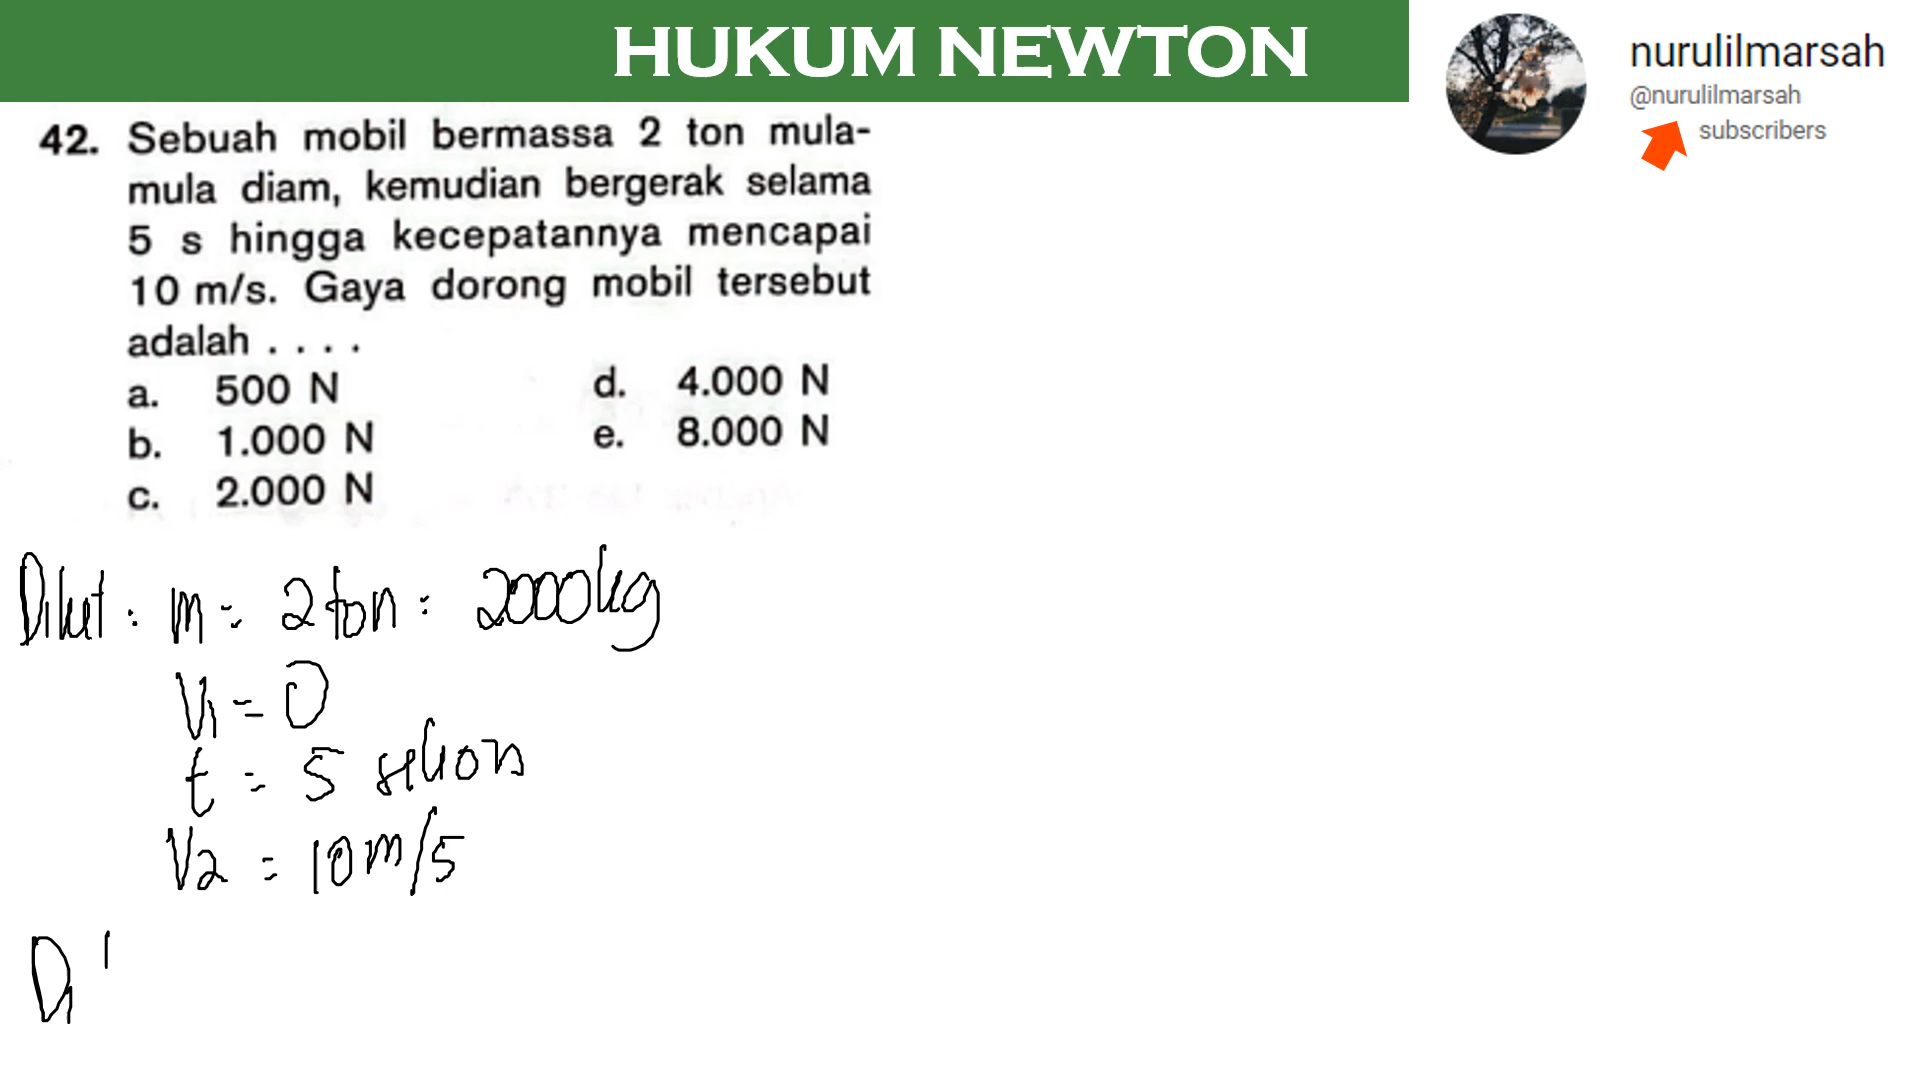 HUKUM NEWTON
nurulilmarsah
@nurulilmarsah
subscribers
42. Sebuah mobil bermassa 2 ton mula-
mula diam, kemudian bergerak selama
5 s hingga kecepatannya mencapai
10 m/s. Gaya dorong mobil tersebut
adalah . . . .
a. 500 N
b. 1.000 N
c. 2.000 N
d. 4.000 N
e. 8.000 N
Diket : m = 2 ton = 2000 kg
V1 = 0
t = 5 sekon
V2 = 10 m/s
Di